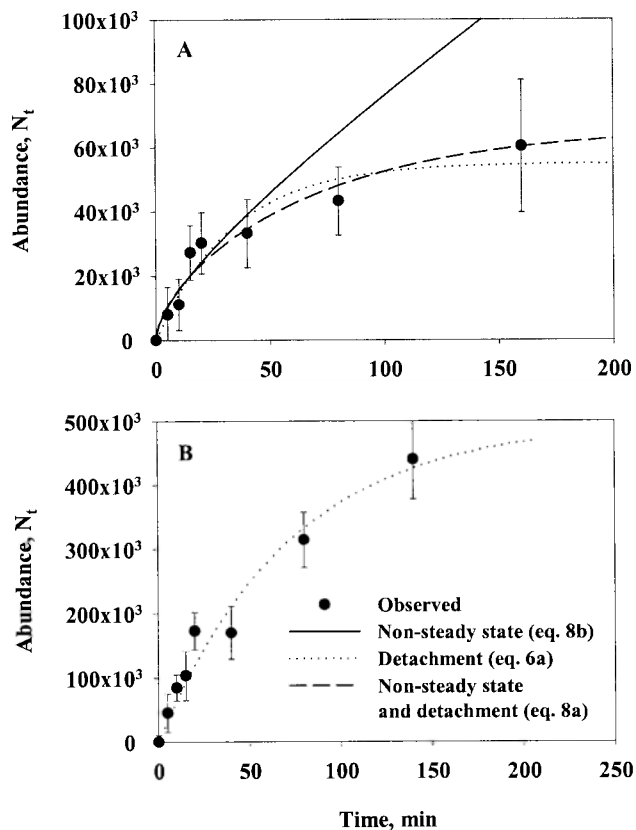 100x10³
A
80x10³
60x10³
40x10³
20x10³
0
Abundance, Nₜ
0 50 100 150 200
500x10³
B
400x10³
300x10³
200x10³
100x10³
0
Abundance, Nₜ
Observed
Non-steady state (eq. 8b)
Detachment (eq. 6a)
Non-steady state
and detachment (eq. 8a)
0 50 100 150 200 250
Time, min